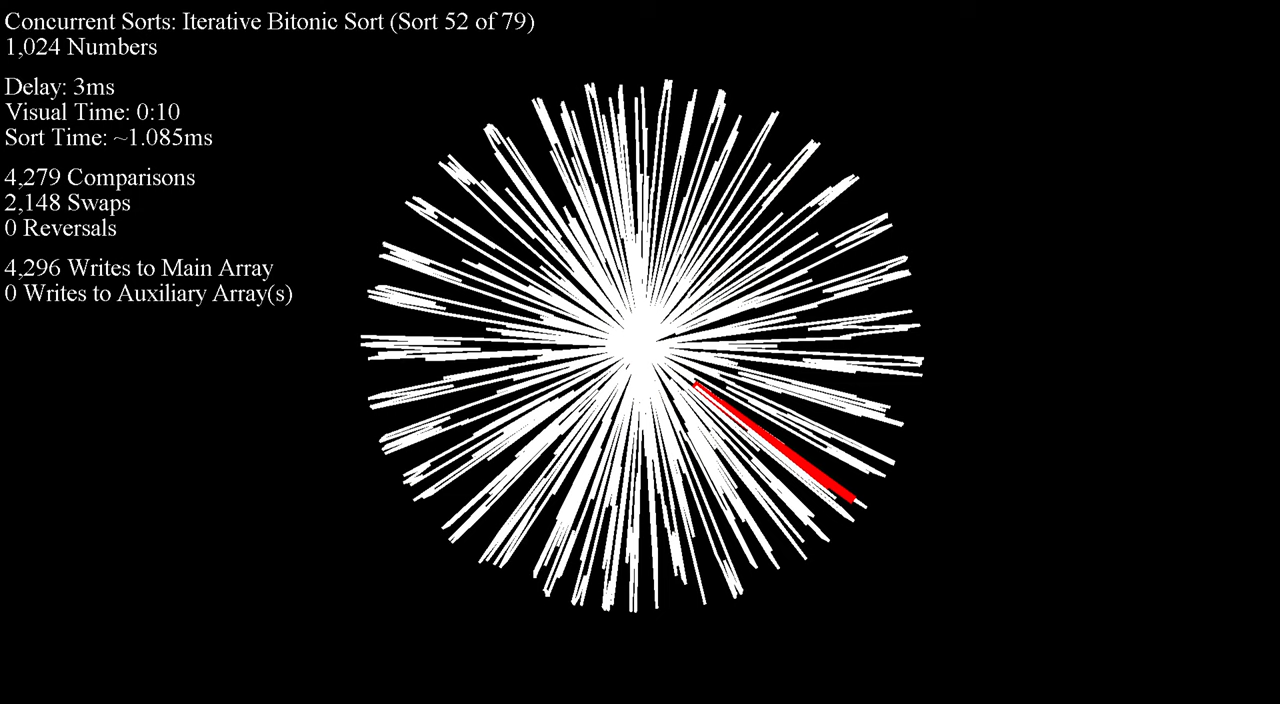 Concurrent Sorts: Iterative Bitonic Sort (Sort 52 of 79)
1,024 Numbers
Delay: 3ms
Visual Time: 0:10
Sort Time: ~1.085ms
4,279 Comparisons
2,148 Swaps
0 Reversals
4,296 Writes to Main Array
0 Writes to Auxiliary Array(s)